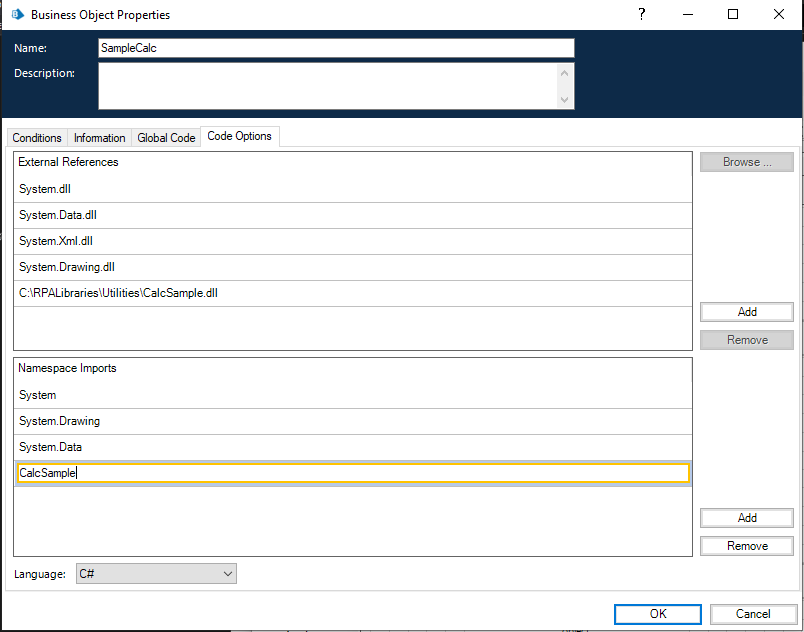 Business Object Properties
?
Name:
SampleCalc
Description:
Conditions
Information
Global Code
Code Options
External References
Browse ...
System.dll
System.Data.dll
System.Xml.dll
System.Drawing.dll
C:\RPALibraries\Utilities\CalcSample.dll
Add
Remove
Namespace Imports
System
System.Drawing
System.Data
CalcSample
Add
Remove
Language:
C#
OK
Cancel